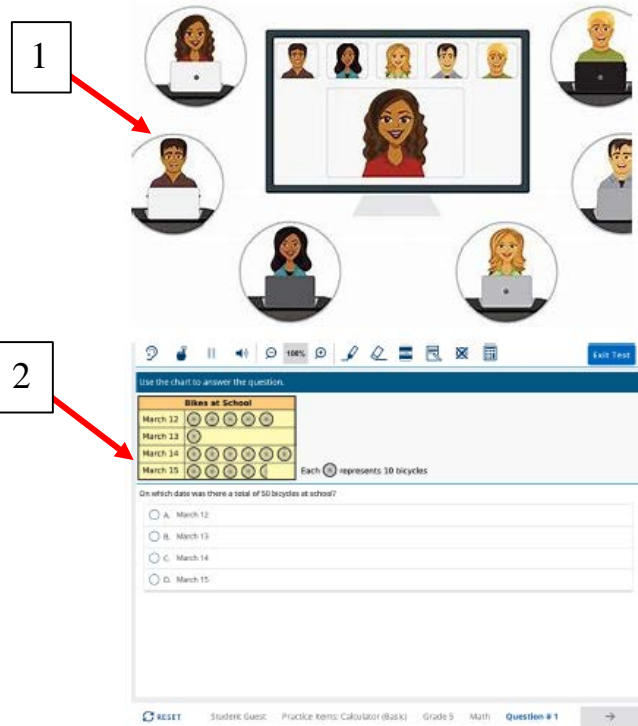 1
2
100%
Exit Test
Use the chart to answer the question.
Bikes at School
March 12
March 13
March 14
March 15
Each represents 10 bicycles
On which date was there a total of 50 bicycles at school?
A. March 12
B. March 13
C. March 14
D. March 15
RESET Student: Guest Practice Items: Calculator (Basic) Grade 5 Math Question # 1